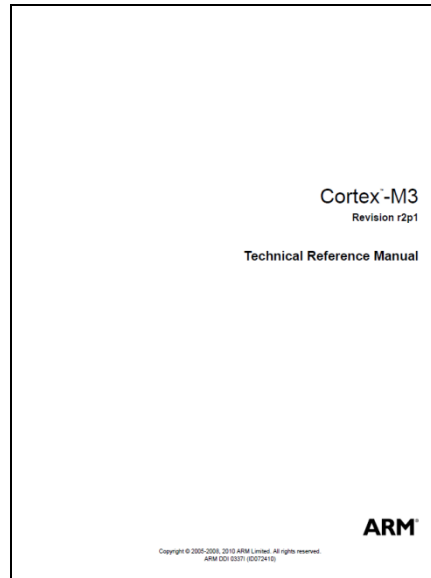 Cortex™-M3
Revision r2p1
Technical Reference Manual
ARM®
Copyright © 2005-2008, 2010 ARM Limited. All rights reserved.
ARM DDI 0337I (ID072410)